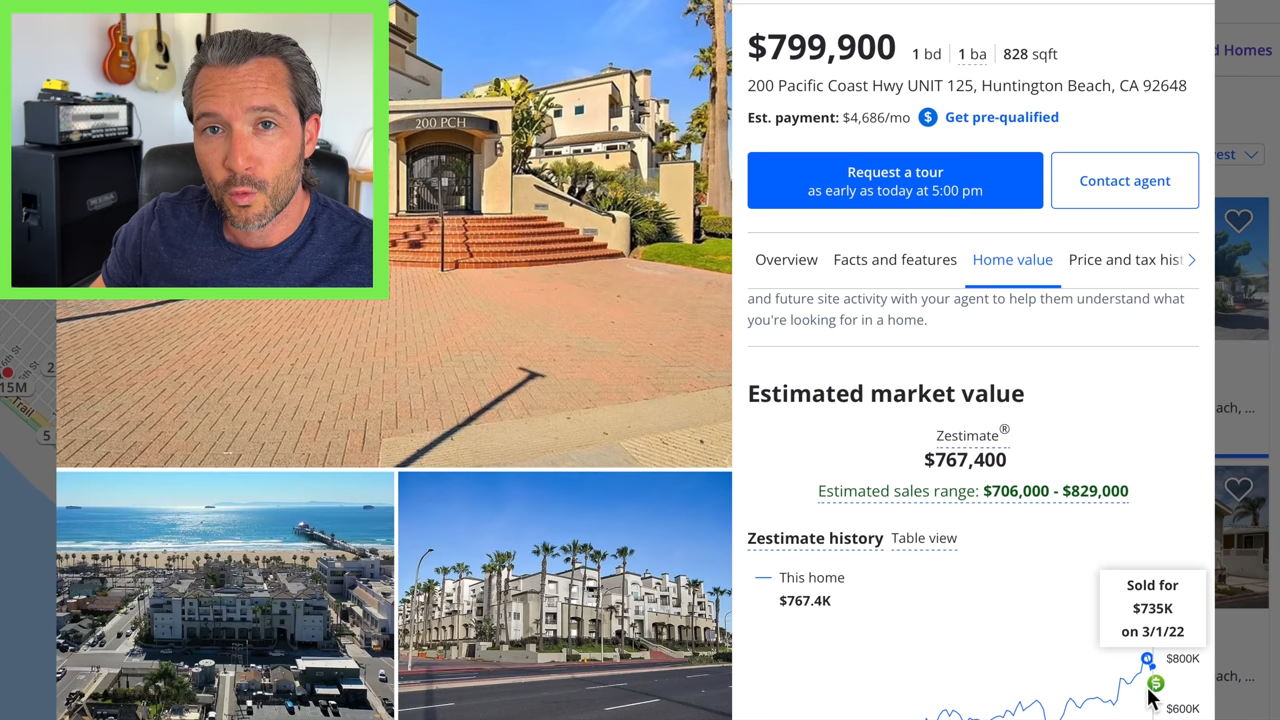 200 PCH
15M
6th St
2
Trail
5
$799,900 1 bd 1 ba 828 sqft
200 Pacific Coast Hwy UNIT 125, Huntington Beach, CA 92648
Est. payment: $4,686/mo $ Get pre-qualified
Request a tour
as early as today at 5:00 pm
Contact agent
Overview Facts and features Home value Price and tax hist
and future site activity with your agent to help them understand what
you're looking for in a home.
Estimated market value
Zestimate®
$767,400
Estimated sales range: $706,000 - $829,000
Zestimate history Table view
This home
$767.4K
Sold for
$735K
on 3/1/22
$800K
$
$600K
d Homes
est
ach, ...
ach, ...